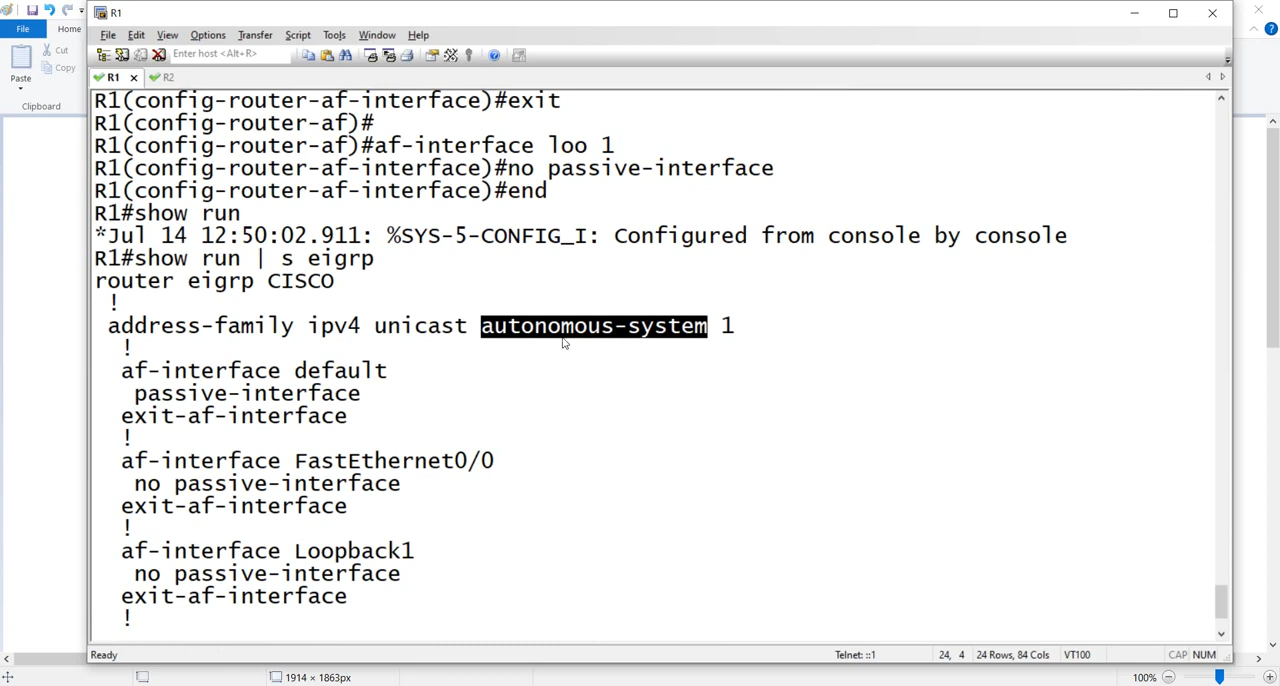 R1
File
Home
Cut
Copy
Paste
Clipboard
File Edit View Options Transfer Script Tools Window Help
Enter host <Alt+R>
R1 R2
R1(config-router-af-interface)#exit
R1(config-router-af)#
R1(config-router-af)#af-interface loo 1
R1(config-router-af-interface)#no passive-interface
R1(config-router-af-interface)#end
R1#show run
*Jul 14 12:50:02.911: %SYS-5-CONFIG_I: Configured from console by console
R1#show run | s eigrp
router eigrp CISCO
!
address-family ipv4 unicast autonomous-system 1
!
af-interface default
passive-interface
exit-af-interface
!
af-interface FastEthernet0/0
no passive-interface
exit-af-interface
!
af-interface Loopback1
no passive-interface
exit-af-interface
!
Ready Telnet: ::1 24, 4 24 Rows, 84 Cols VT100 CAP NUM
1914 × 1863px 100%